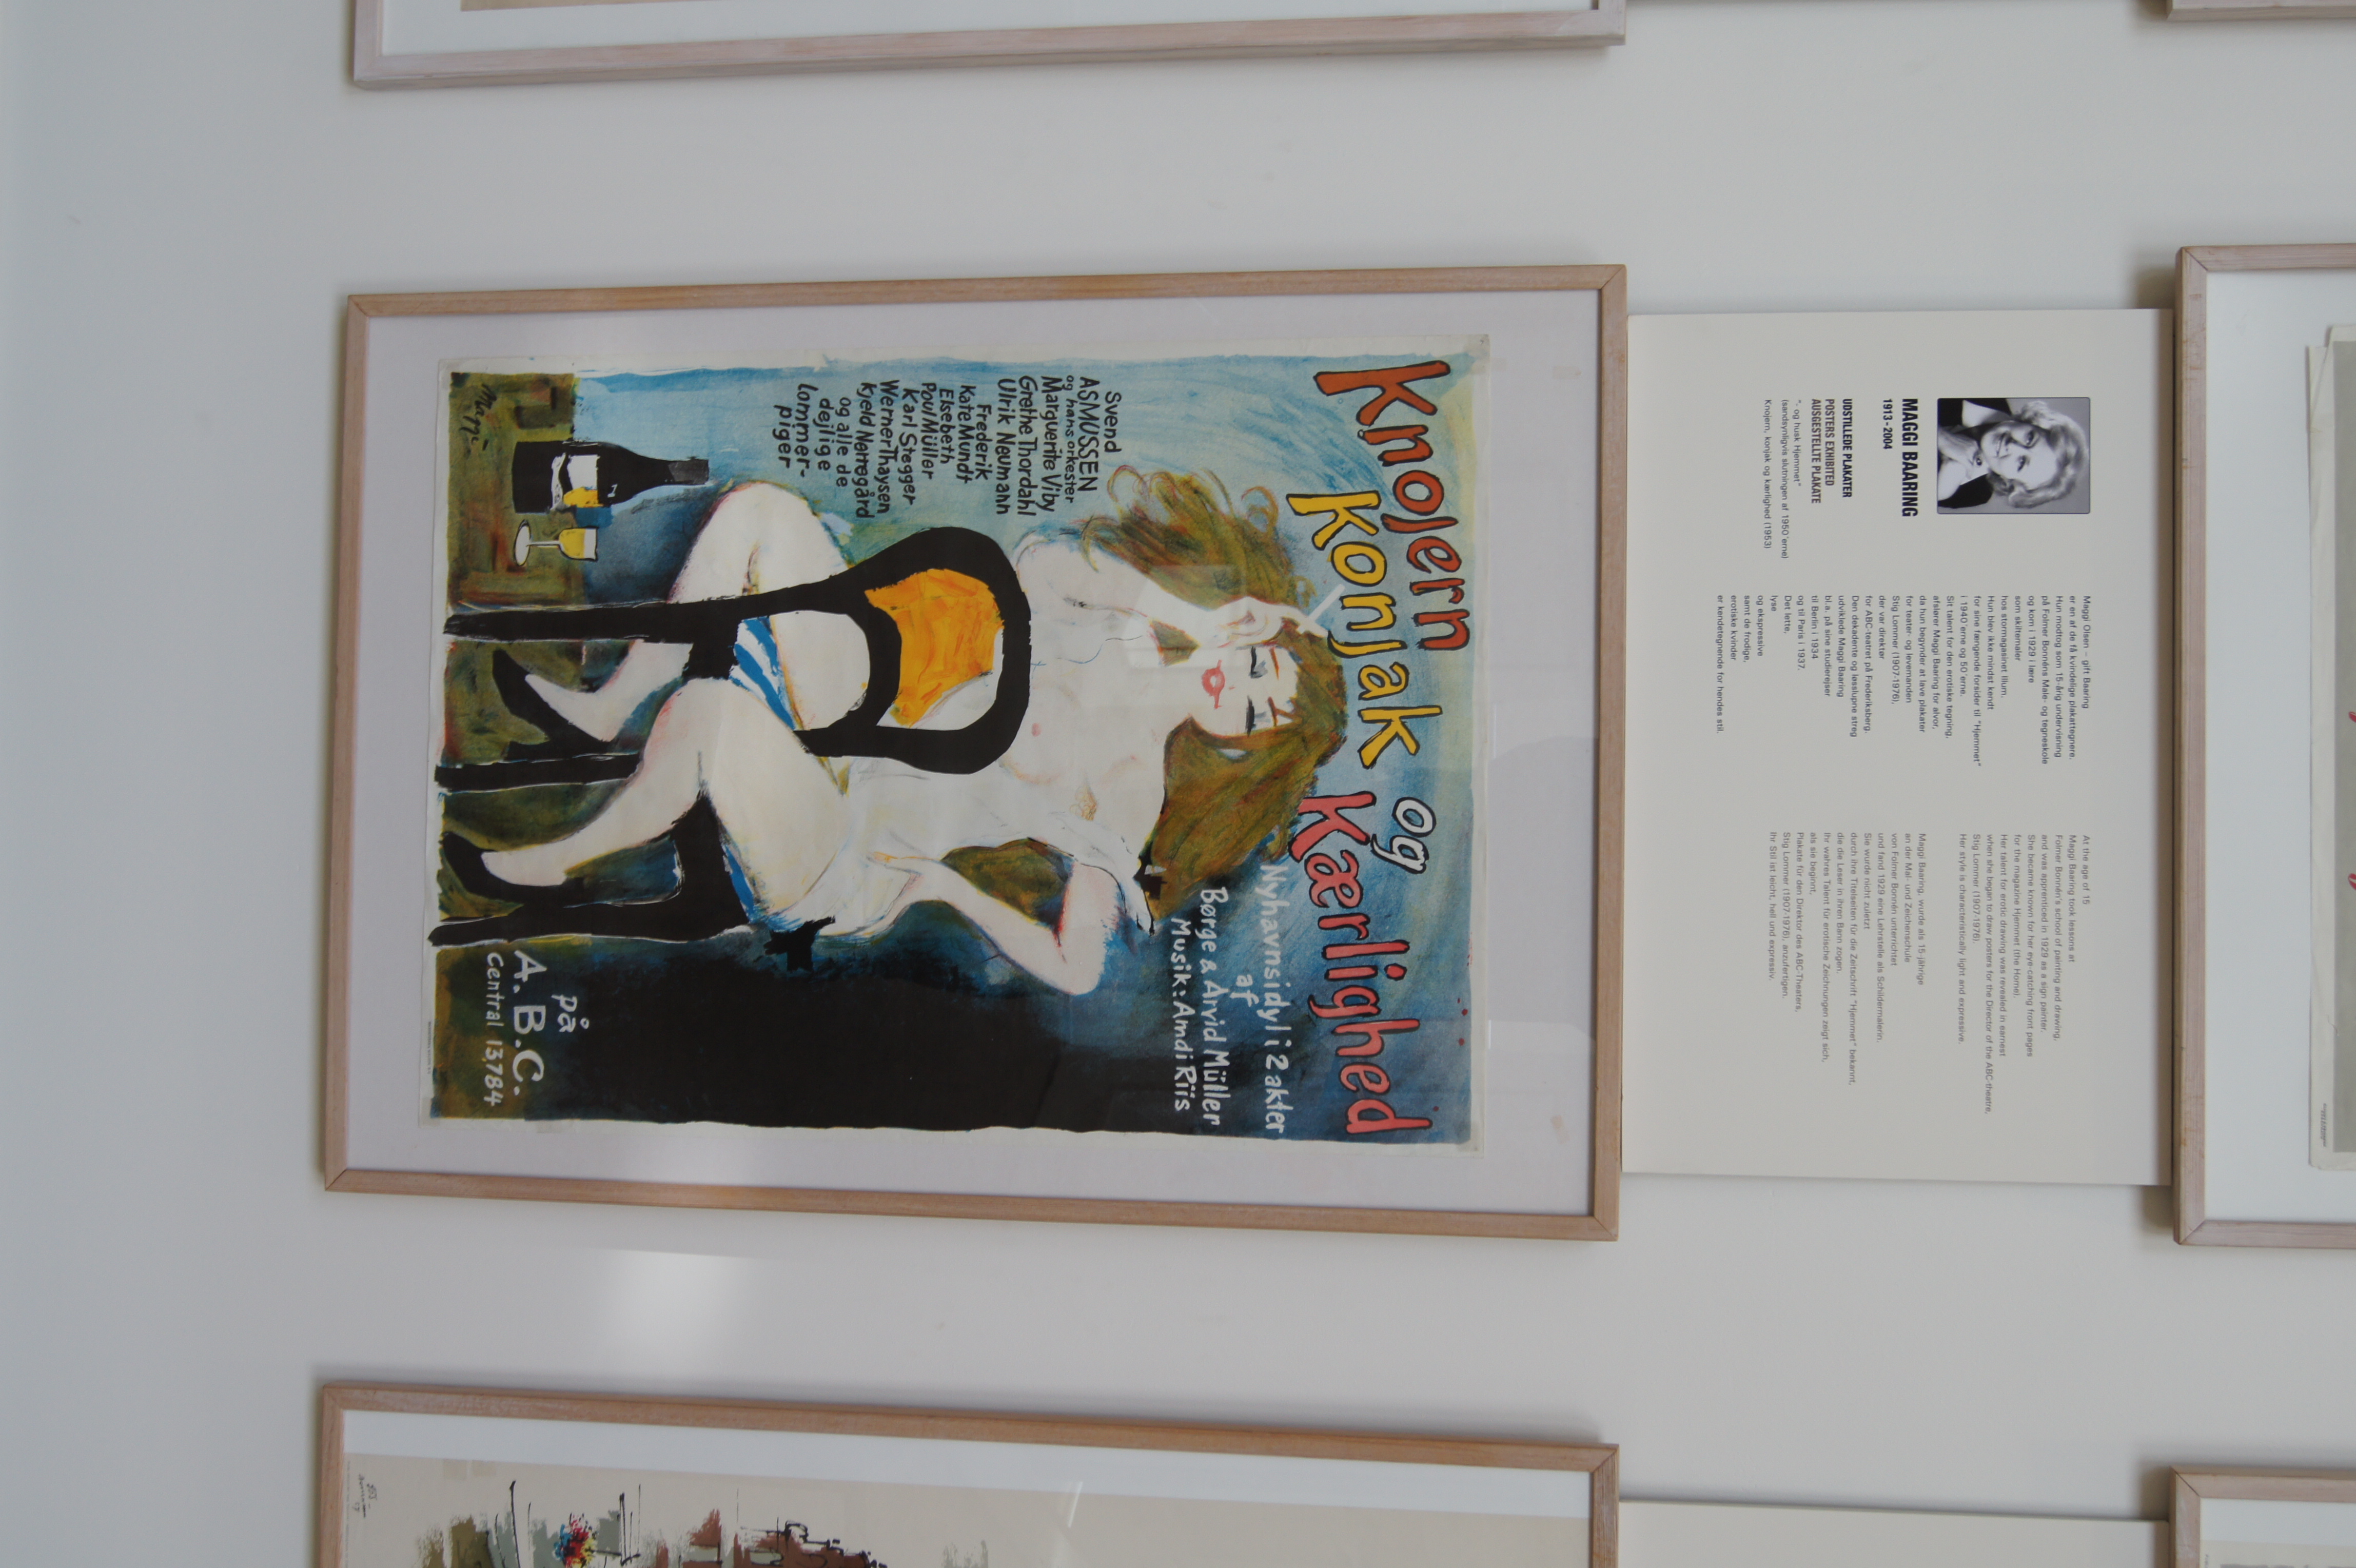 MAGGI BAARING
1913-2004
UDSTILLEDE PLAKATER
POSTERS EXHIBITED
AUSGESTELLTE PLAKATE
"- og husk Hjemmet"
(sandsynligvis slutningen af 1950´erne)
Knojern, konjak og kærlighed (1953)
Maggi Olsen – gift Baaring
er en af de få kvindelige plakattegnere.
Hun modtog som 15-årig undervisning
på Folmer Bonnéns Male- og tegneskole
og kom i 1929 i lære
som skiltemaler
hos stormagasinet Illum.
Hun blev ikke mindst kendt
for sine fængende forsider til "Hjemmet"
i 1940´erne og 50´erne.
Sit talent for den erotiske tegning,
afslører Maggi Baaring for alvor,
da hun begynder at lave plakater
for teater- og levemanden
Stig Lommer (1907-1976),
der var direktør
for ABC-teatret på Frederiksberg.
Den dekadente og løsslupne streg
udviklede Maggi Baaring
bl.a. på sine studierejser
til Berlin i 1934
og til Paris i 1937.
Det lette,
lyse
og ekspressive
samt de frodige,
erotiske kvinder
er kendetegnende for hendes stil.
At the age of 15
Maggi Baaring took lessons at
Folmer Bonnén's school of painting and drawing,
and was apprenticed in 1929 as a sign painter.
She became known for her eye-catching front pages
for the magazine Hjemmet (the Home).
Her talent for erotic drawing was revealed in earnest
when she began to draw posters for the Director of the ABC-theatre,
Stig Lommer (1907-1976).
Her style is characteristically light and expressive.
Maggi Baaring, wurde als 15-jährige
an der Mal- und Zeichenschule
von Folmer Bonnén unterrichtet
und fand 1929 eine Lehrstelle als Schildermalerin.
Sie wurde nicht zuletzt
durch ihre Titelseiten für die Zeitschrift "Hjemmet" bekannt,
die die Leser in ihren Bann zogen.
Ihr wahres Talent für erotische Zeichnungen zeigt sich,
als sie beginnt,
Plakate für den Direktor des ABC-Theaters,
Stig Lommer (1907-1976), anzufertigen.
Ihr Stil ist leicht, hell und expressiv.
Knojern
konjak og
Kærlighed
Nyhavnsidyl i 2 akter
af
Børge & Arvid Müller
Musik: Amdi Riis
Svend
ASMUSSEN
og hans orkester
Marguerite Viby
Grethe Thordahl
Ulrik Neumann
Frederik
Kate Mundt
Elsebeth
Poul Müller
Karl Stegger
Werner Thaysen
Kjeld Nørregård
og alle de
dejlige
lommer-
piger
på
A.B.C.
Central 13,784
Maggi